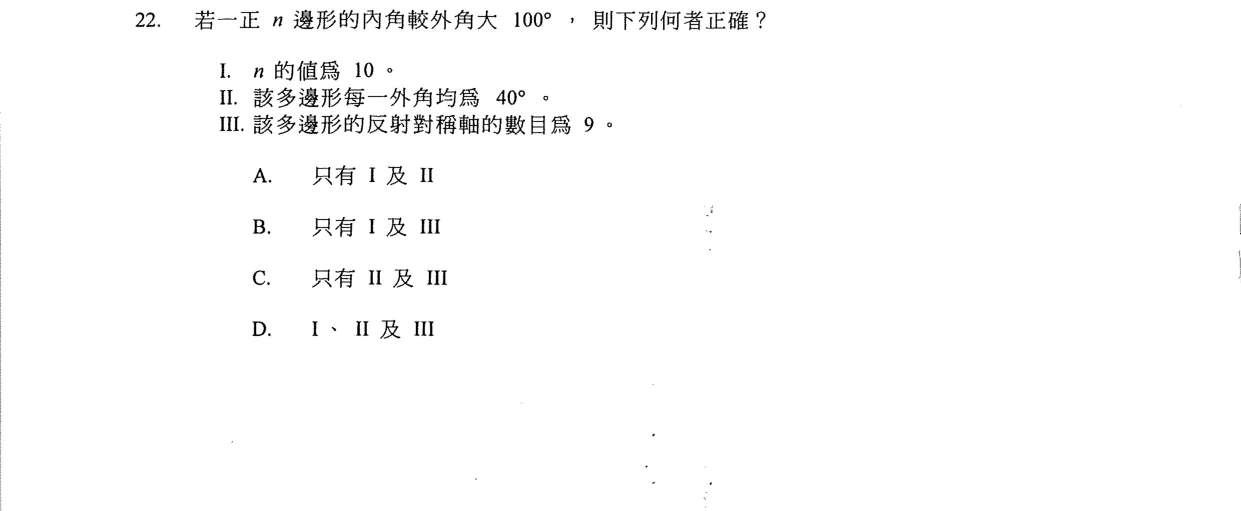 22. 若一正 n 邊形的內角較外角大 100° ， 則下列何者正確？
I. n 的值爲 10 。
II. 該多邊形每一外角均爲 40° 。
III. 該多邊形的反射對稱軸的數目爲 9 。
A. 只有 I 及 II
B. 只有 I 及 III
C. 只有 II 及 III
D. I 、 II 及 III